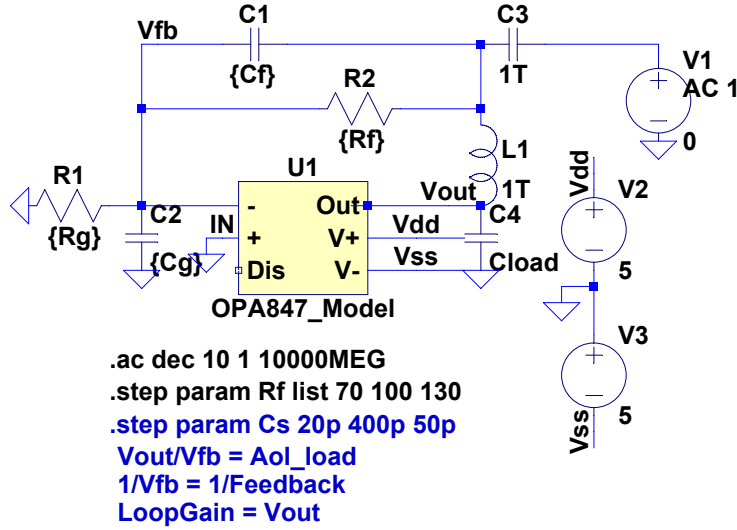 C1
C3
Vfb
V1
{Cf}
1T
AC 1
R2
{Rf}
L1
0
R1
U1
Vout
1T
Vdd
V2
C2
-
Out
C4
{Rg}
IN
+
V+
Vdd
{Cg}
Dis
V-
Vss
Cload
5
OPA847_Model
V3
.ac dec 10 1 10000MEG
.step param Rf list 70 100 130
5
.step param Cs 20p 400p 50p
Vss
Vout/Vfb = Aol_load
1/Vfb = 1/Feedback
LoopGain = Vout